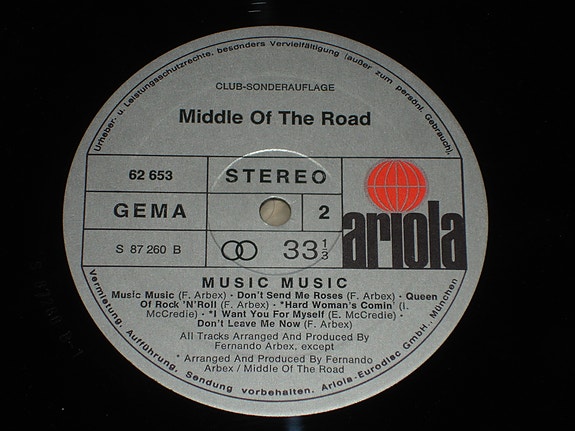 Urheber- u. Leistungsschutzrechte, besonders Vervielfältigung (außer zum persönl. Gebrauch),
CLUB-SONDERAUFLAGE
Middle Of The Road
62 653
STEREO
GEMA
2
ariola
S 87 260 B
33 1/3
MUSIC MUSIC
Music Music (F. Arbex) - Don't Send Me Roses (F. Arbex) - Queen
Of Rock 'N'Roll (F. Arbex) - *Hard Woman's Comin' (I.
McCredie) - *I Want You For Myself (E. McCredie) -
Don't Leave Me Now (F. Arbex)
All Tracks Arranged And Produced By
Fernando Arbex, except
* Arranged And Produced By Fernando
Arbex / Middle Of The Road
Vermietung, Aufführung, Sendung vorbehalten. Ariola-Eurodisc GmbH., München